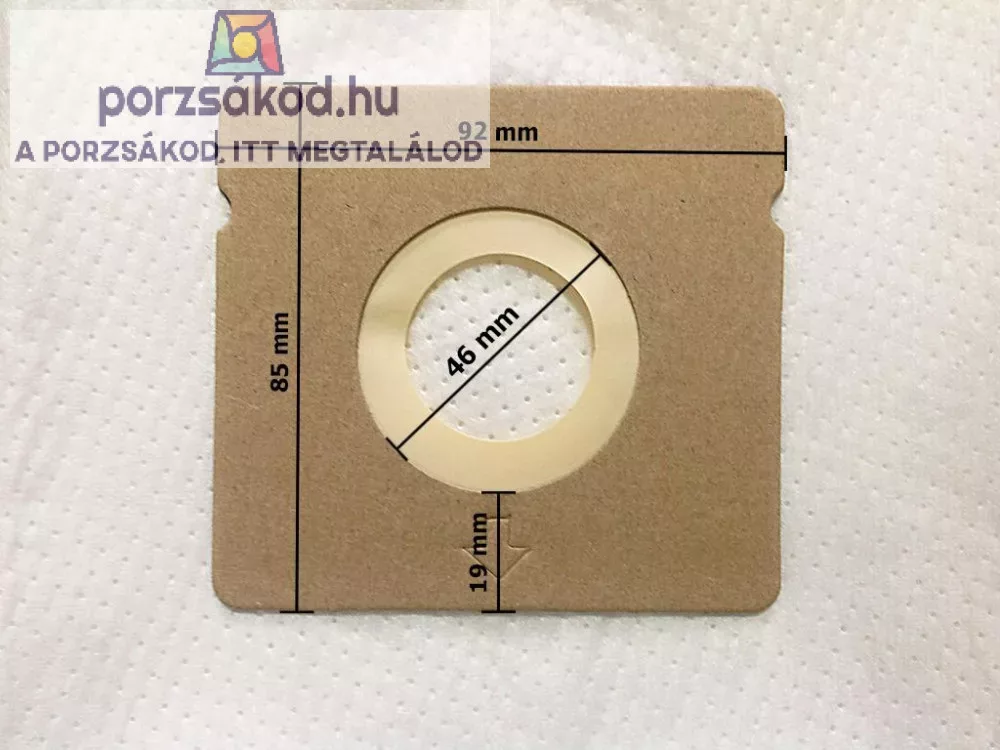 porzsákod.hu
A PORZSÁKOD, ITT MEGTALÁLOD
92 mm
85 mm
46 mm
19 mm